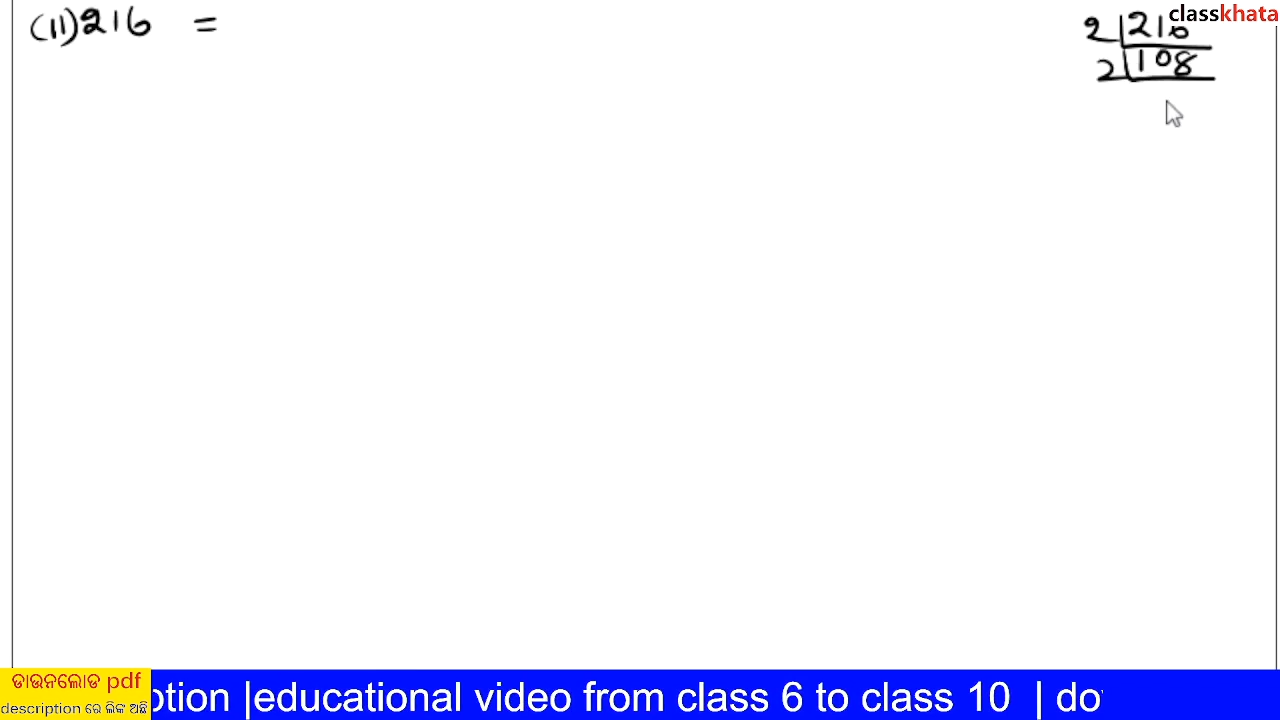 classkhata
(11) 216 =
2 | 216
2 | 108
ଡାଉନଲୋଡ pdf
description ରେ ଲିଙ୍କ ଅଛି
ption |educational video from class 6 to class 10 | do